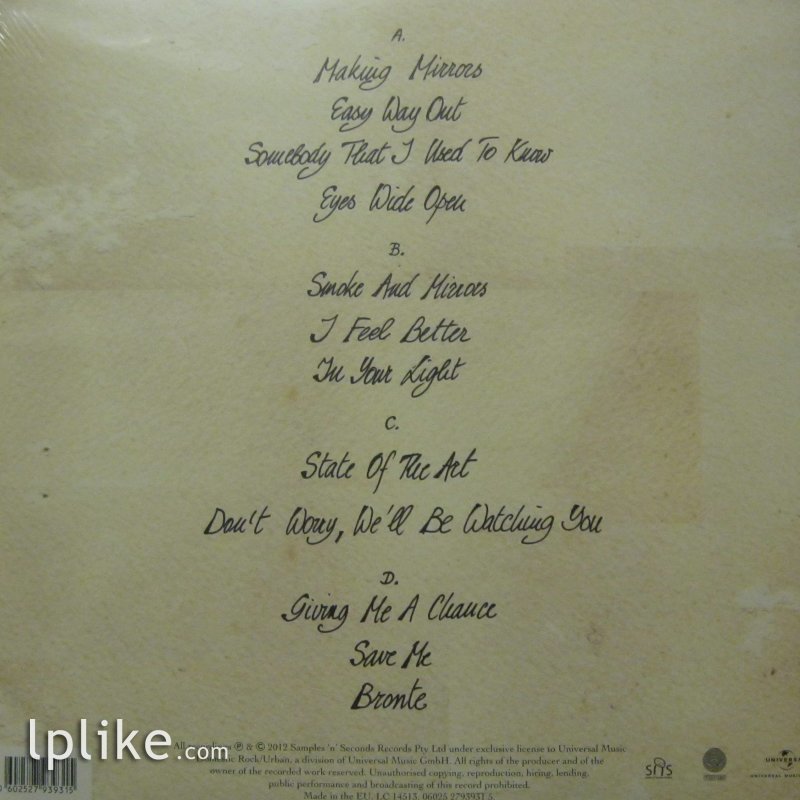 A.
Making Mirrors
Easy Way Out
Somebody That I Used To Know
Eyes Wide Open
B.
Smoke And Mirrors
I Feel Better
In Your Light
C.
State Of The Art
Don't Worry, We'll Be Watching You
D.
Giving Me A Chance
Save Me
Bronte
lplike.com
All ℗ & © 2012 Samples 'n' Seconds Records Pty Ltd under exclusive license to Universal Music
Rock/Urban, a division of Universal Music GmbH. All rights of the producer and of the
owner of the recorded work reserved. Unauthorised copying, reproduction, hiring, lending,
public performance and broadcasting of this record prohibited.
Made in the EU. LC 14513. 06025 2793931 5.
0602527 939315
sns
UNIVERSAL